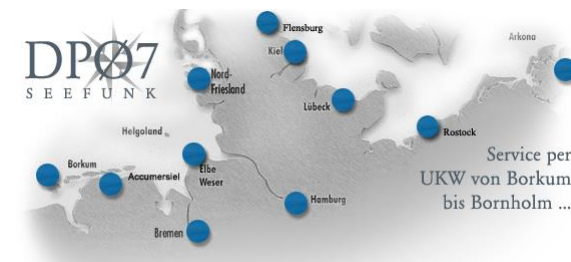 DPØ7
SEEFUNK
Flensburg
Kiel
Arkona
Nord-
Friesland
Lübeck
Rostock
Helgoland
Borkum
Accumersiel
Elbe
Weser
Hamburg
Bremen
Service per
UKW von Borkum
bis Bornholm ...